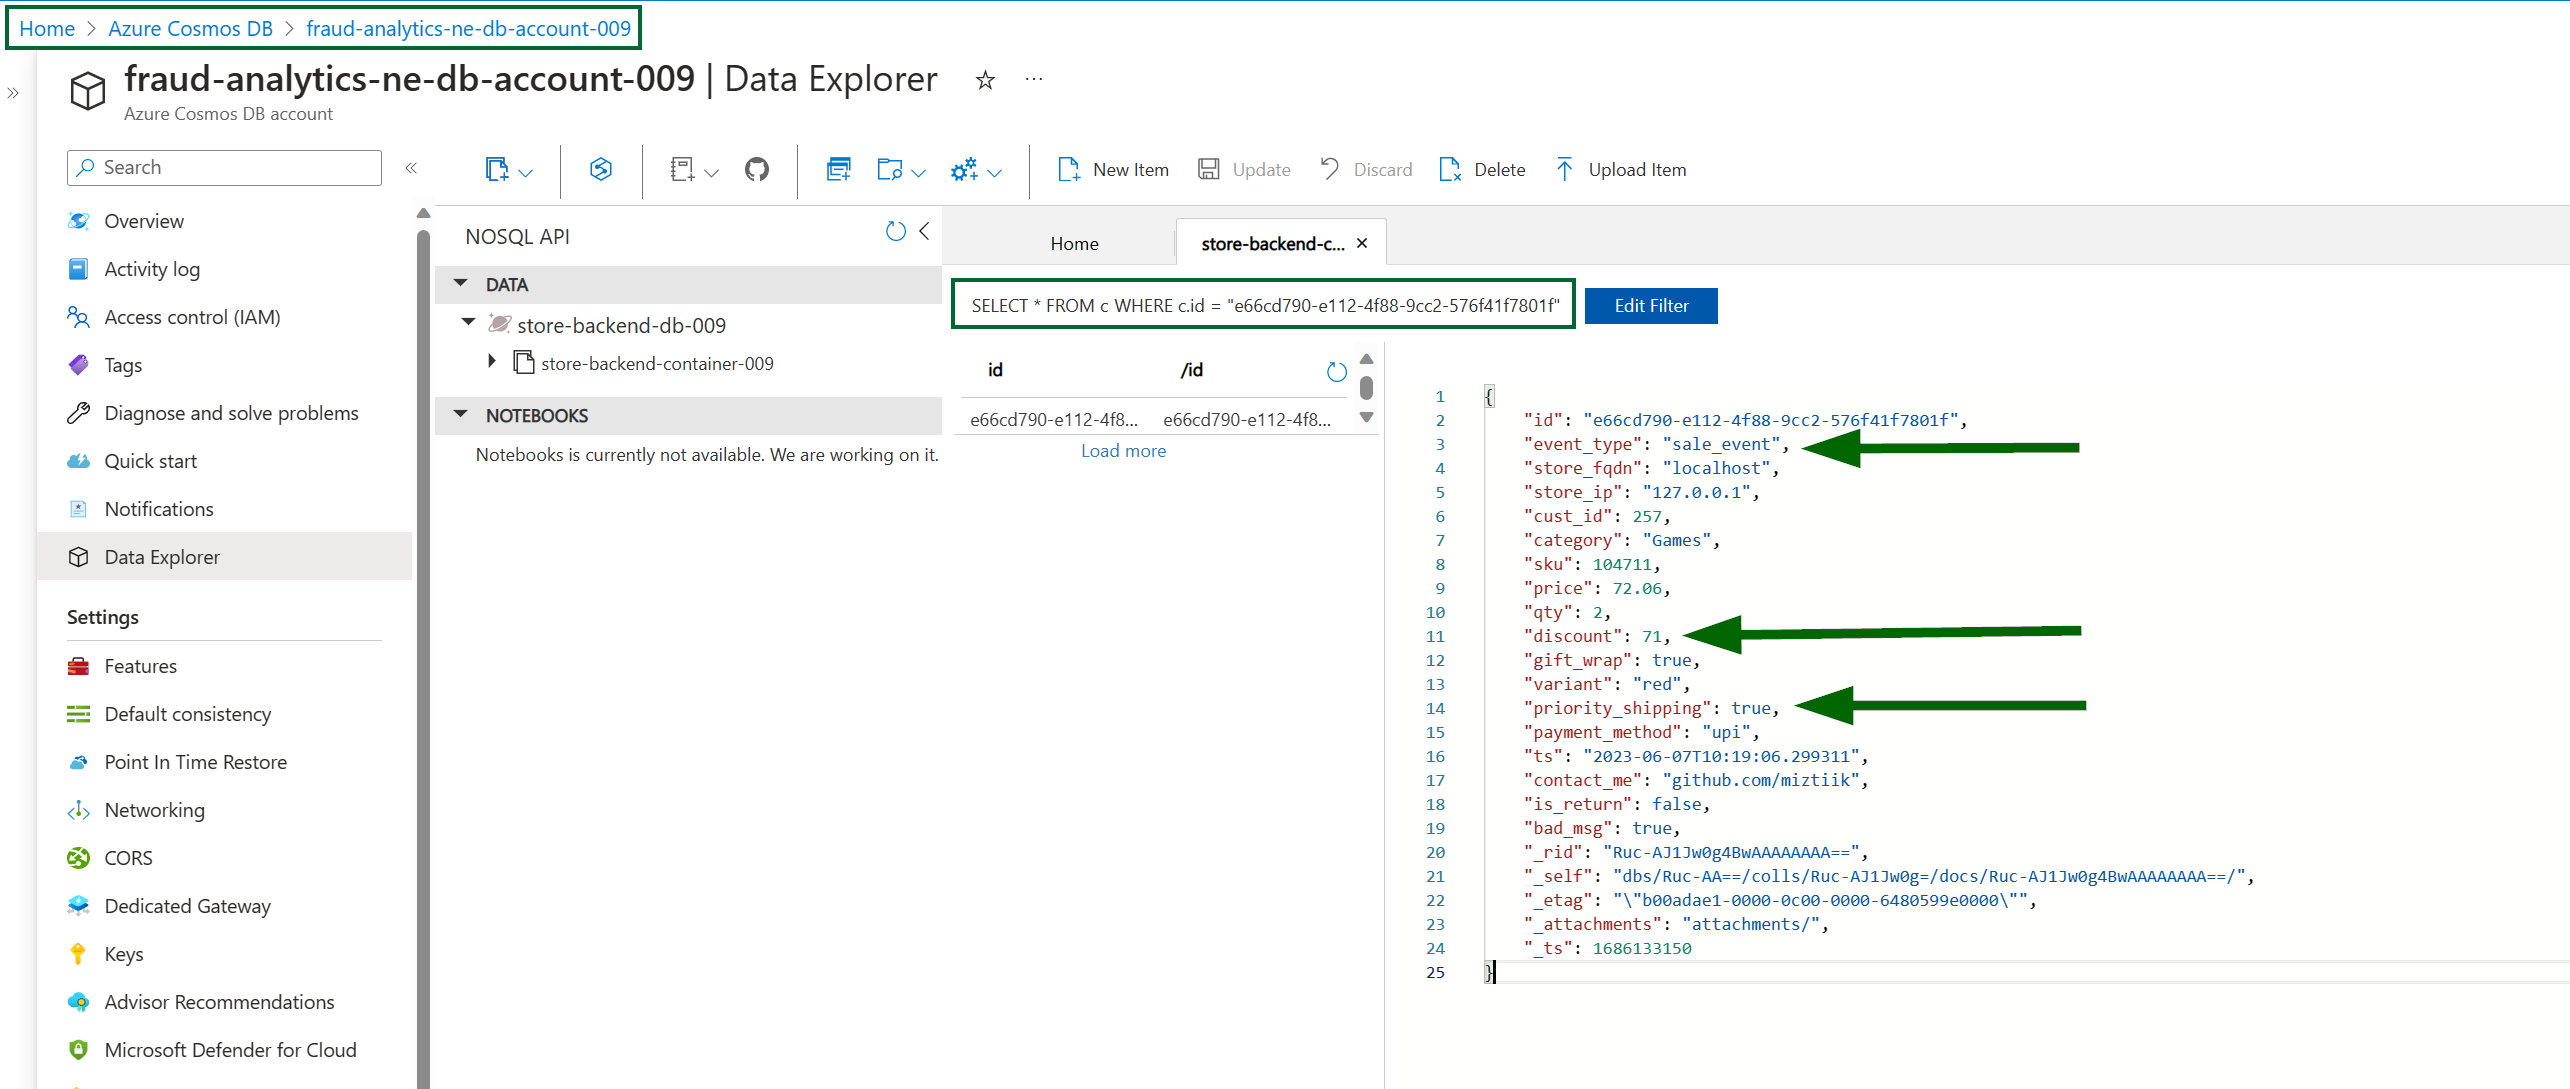 Home > Azure Cosmos DB > fraud-analytics-ne-db-account-009
fraud-analytics-ne-db-account-009 | Data Explorer
Azure Cosmos DB account
Search
New Item
Update
Discard
Delete
Upload Item
Overview
Activity log
Access control (IAM)
Tags
Diagnose and solve problems
Quick start
Notifications
Data Explorer
Settings
Features
Default consistency
Point In Time Restore
Networking
CORS
Dedicated Gateway
Keys
Advisor Recommendations
Microsoft Defender for Cloud
NOSQL API
DATA
store-backend-db-009
store-backend-container-009
NOTEBOOKS
Notebooks is currently not available. We are working on it.
Home
store-backend-c...
SELECT * FROM c WHERE c.id = "e66cd790-e112-4f88-9cc2-576f41f7801f"
Edit Filter
id /id
e66cd790-e112-4f8... e66cd790-e112-4f8...
Load more
1 {
2 "id": "e66cd790-e112-4f88-9cc2-576f41f7801f",
3 "event_type": "sale_event",
4 "store_fqdn": "localhost",
5 "store_ip": "127.0.0.1",
6 "cust_id": 257,
7 "category": "Games",
8 "sku": 104711,
9 "price": 72.06,
10 "qty": 2,
11 "discount": 71,
12 "gift_wrap": true,
13 "variant": "red",
14 "priority_shipping": true,
15 "payment_method": "upi",
16 "ts": "2023-06-07T10:19:06.299311",
17 "contact_me": "github.com/miztiik",
18 "is_return": false,
19 "bad_msg": true,
20 "_rid": "Ruc-AJ1Jw0g4BwAAAAAAAA==",
21 "_self": "dbs/Ruc-AA==/colls/Ruc-AJ1Jw0g=/docs/Ruc-AJ1Jw0g4BwAAAAAAAA==/",
22 "_etag": "\"b00adae1-0000-0c00-0000-6480599e0000\"",
23 "_attachments": "attachments/",
24 "_ts": 1686133150
25 }